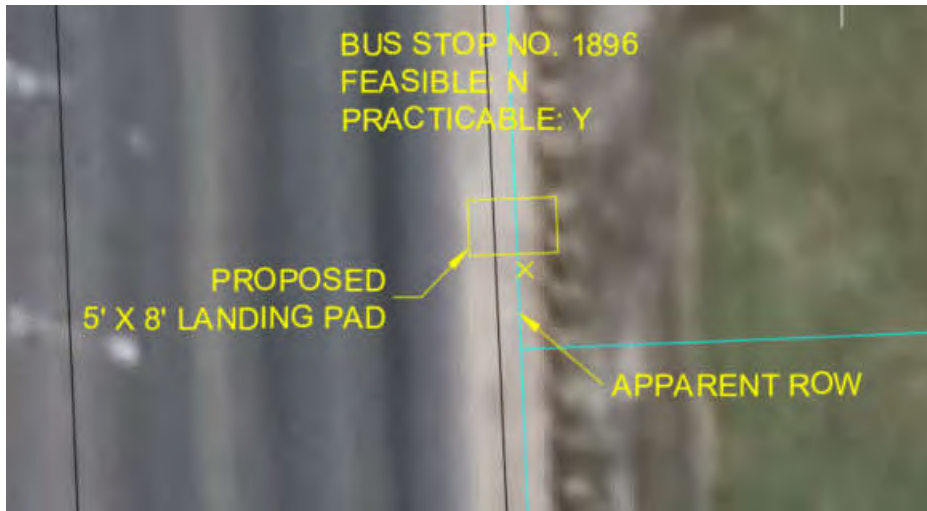 BUS STOP NO. 1896
FEASIBLE: N
PRACTICABLE: Y
PROPOSED
5' X 8' LANDING PAD
APPARENT ROW